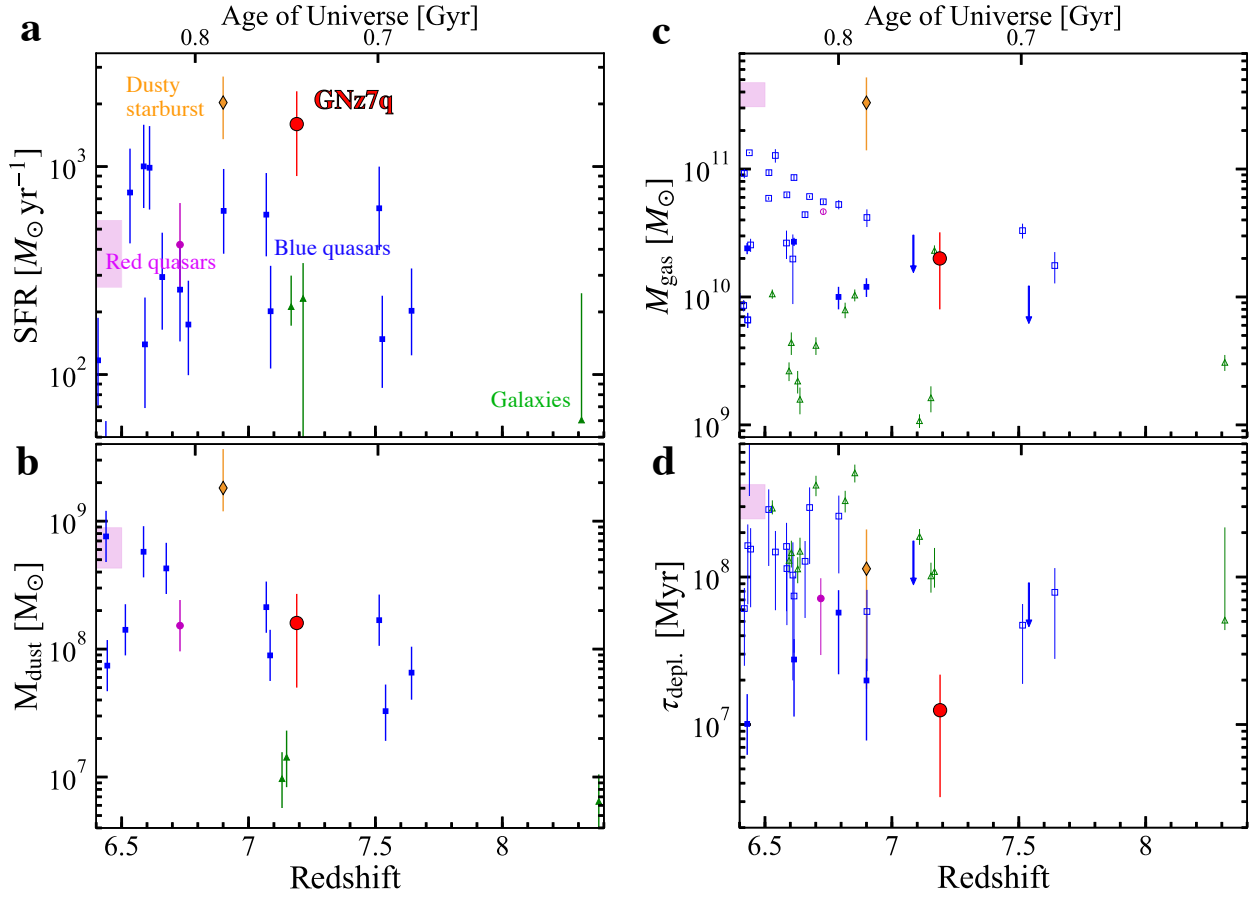 a
Age of Universe [Gyr]
0.8
0.7
Dusty
starburst
GNz7q
10³
Blue quasars
Red quasars
10²
Galaxies
SFR [M⊙yr⁻¹]
b
10⁹
10⁸
10⁷
M_dust [M⊙]
6.5
7
7.5
8
Redshift
c
Age of Universe [Gyr]
0.8
0.7
10¹¹
10¹⁰
10⁹
M_gas [M⊙]
d
10⁸
10⁷
τ_depl. [Myr]
6.5
7
7.5
8
Redshift